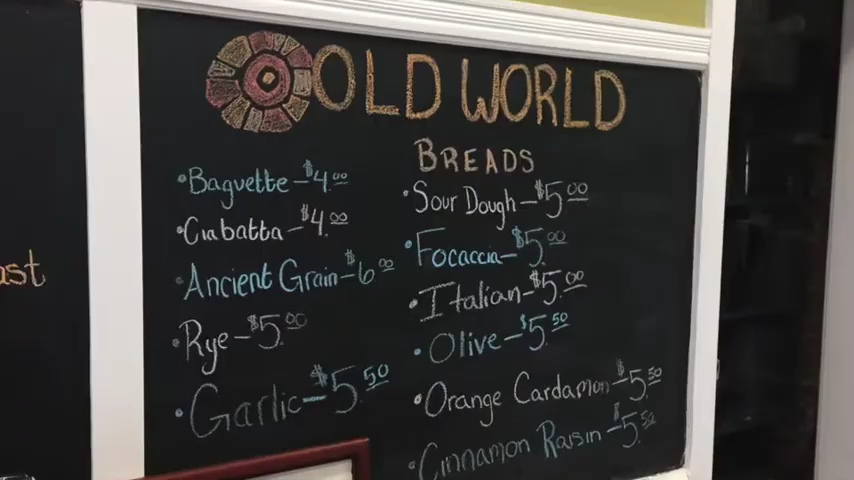 OLD WORLD
BREADS
Baguette - $4.00
Ciabatta - $4.00
Ancient Grain - $6.00
Rye - $5.00
Garlic - $5.50
Sour Dough - $5.00
Focaccia - $5.00
Italian - $5.00
Olive - $5.50
Orange Cardamon - $5.50
Cinnamon Raisin - $5.50
ast